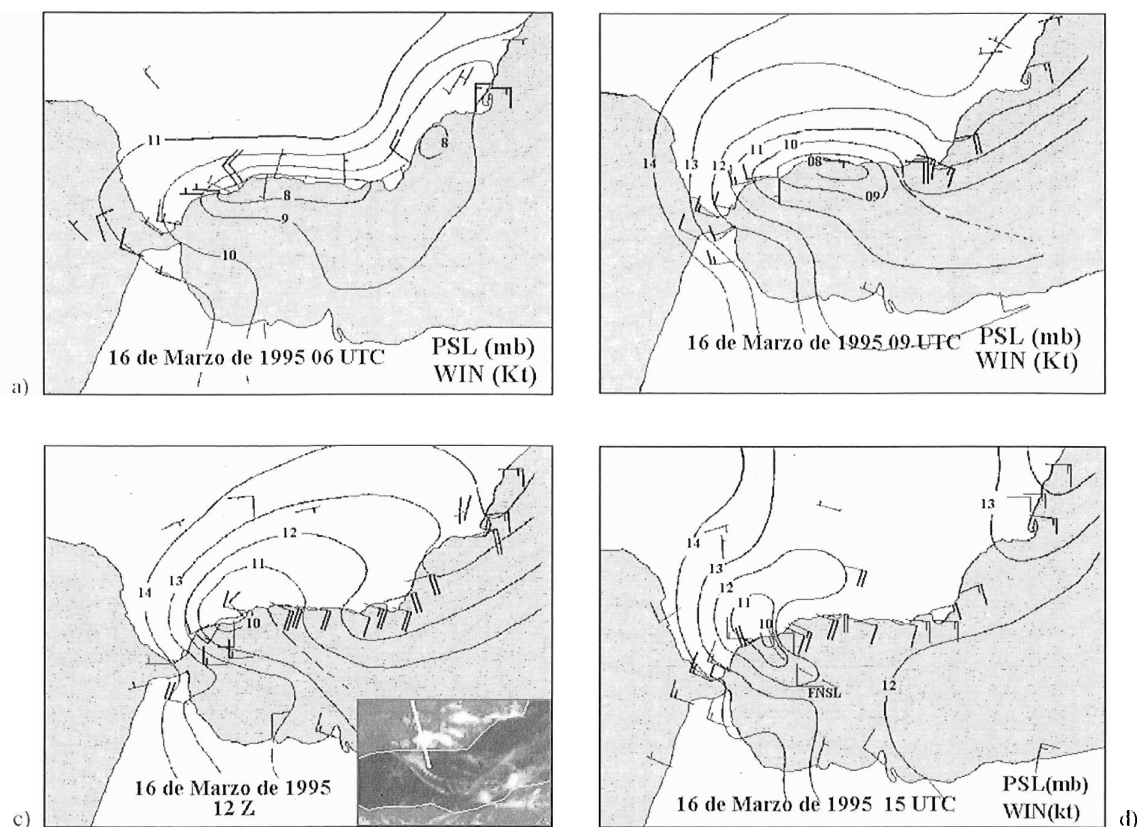 11
8
8
9
10
16 de Marzo de 1995 06 UTC
PSL (mb)
WIN (Kt)
a)
14
13
12
11
10
08
09
16 de Marzo de 1995 09 UTC
PSL (mb)
WIN (Kt)
14
13
12
11
10
16 de Marzo de 1995
12 Z
c)
14
13
12
11
10
13
12
FNSL
16 de Marzo de 1995 15 UTC
PSL(mb)
WIN(kt)
d)